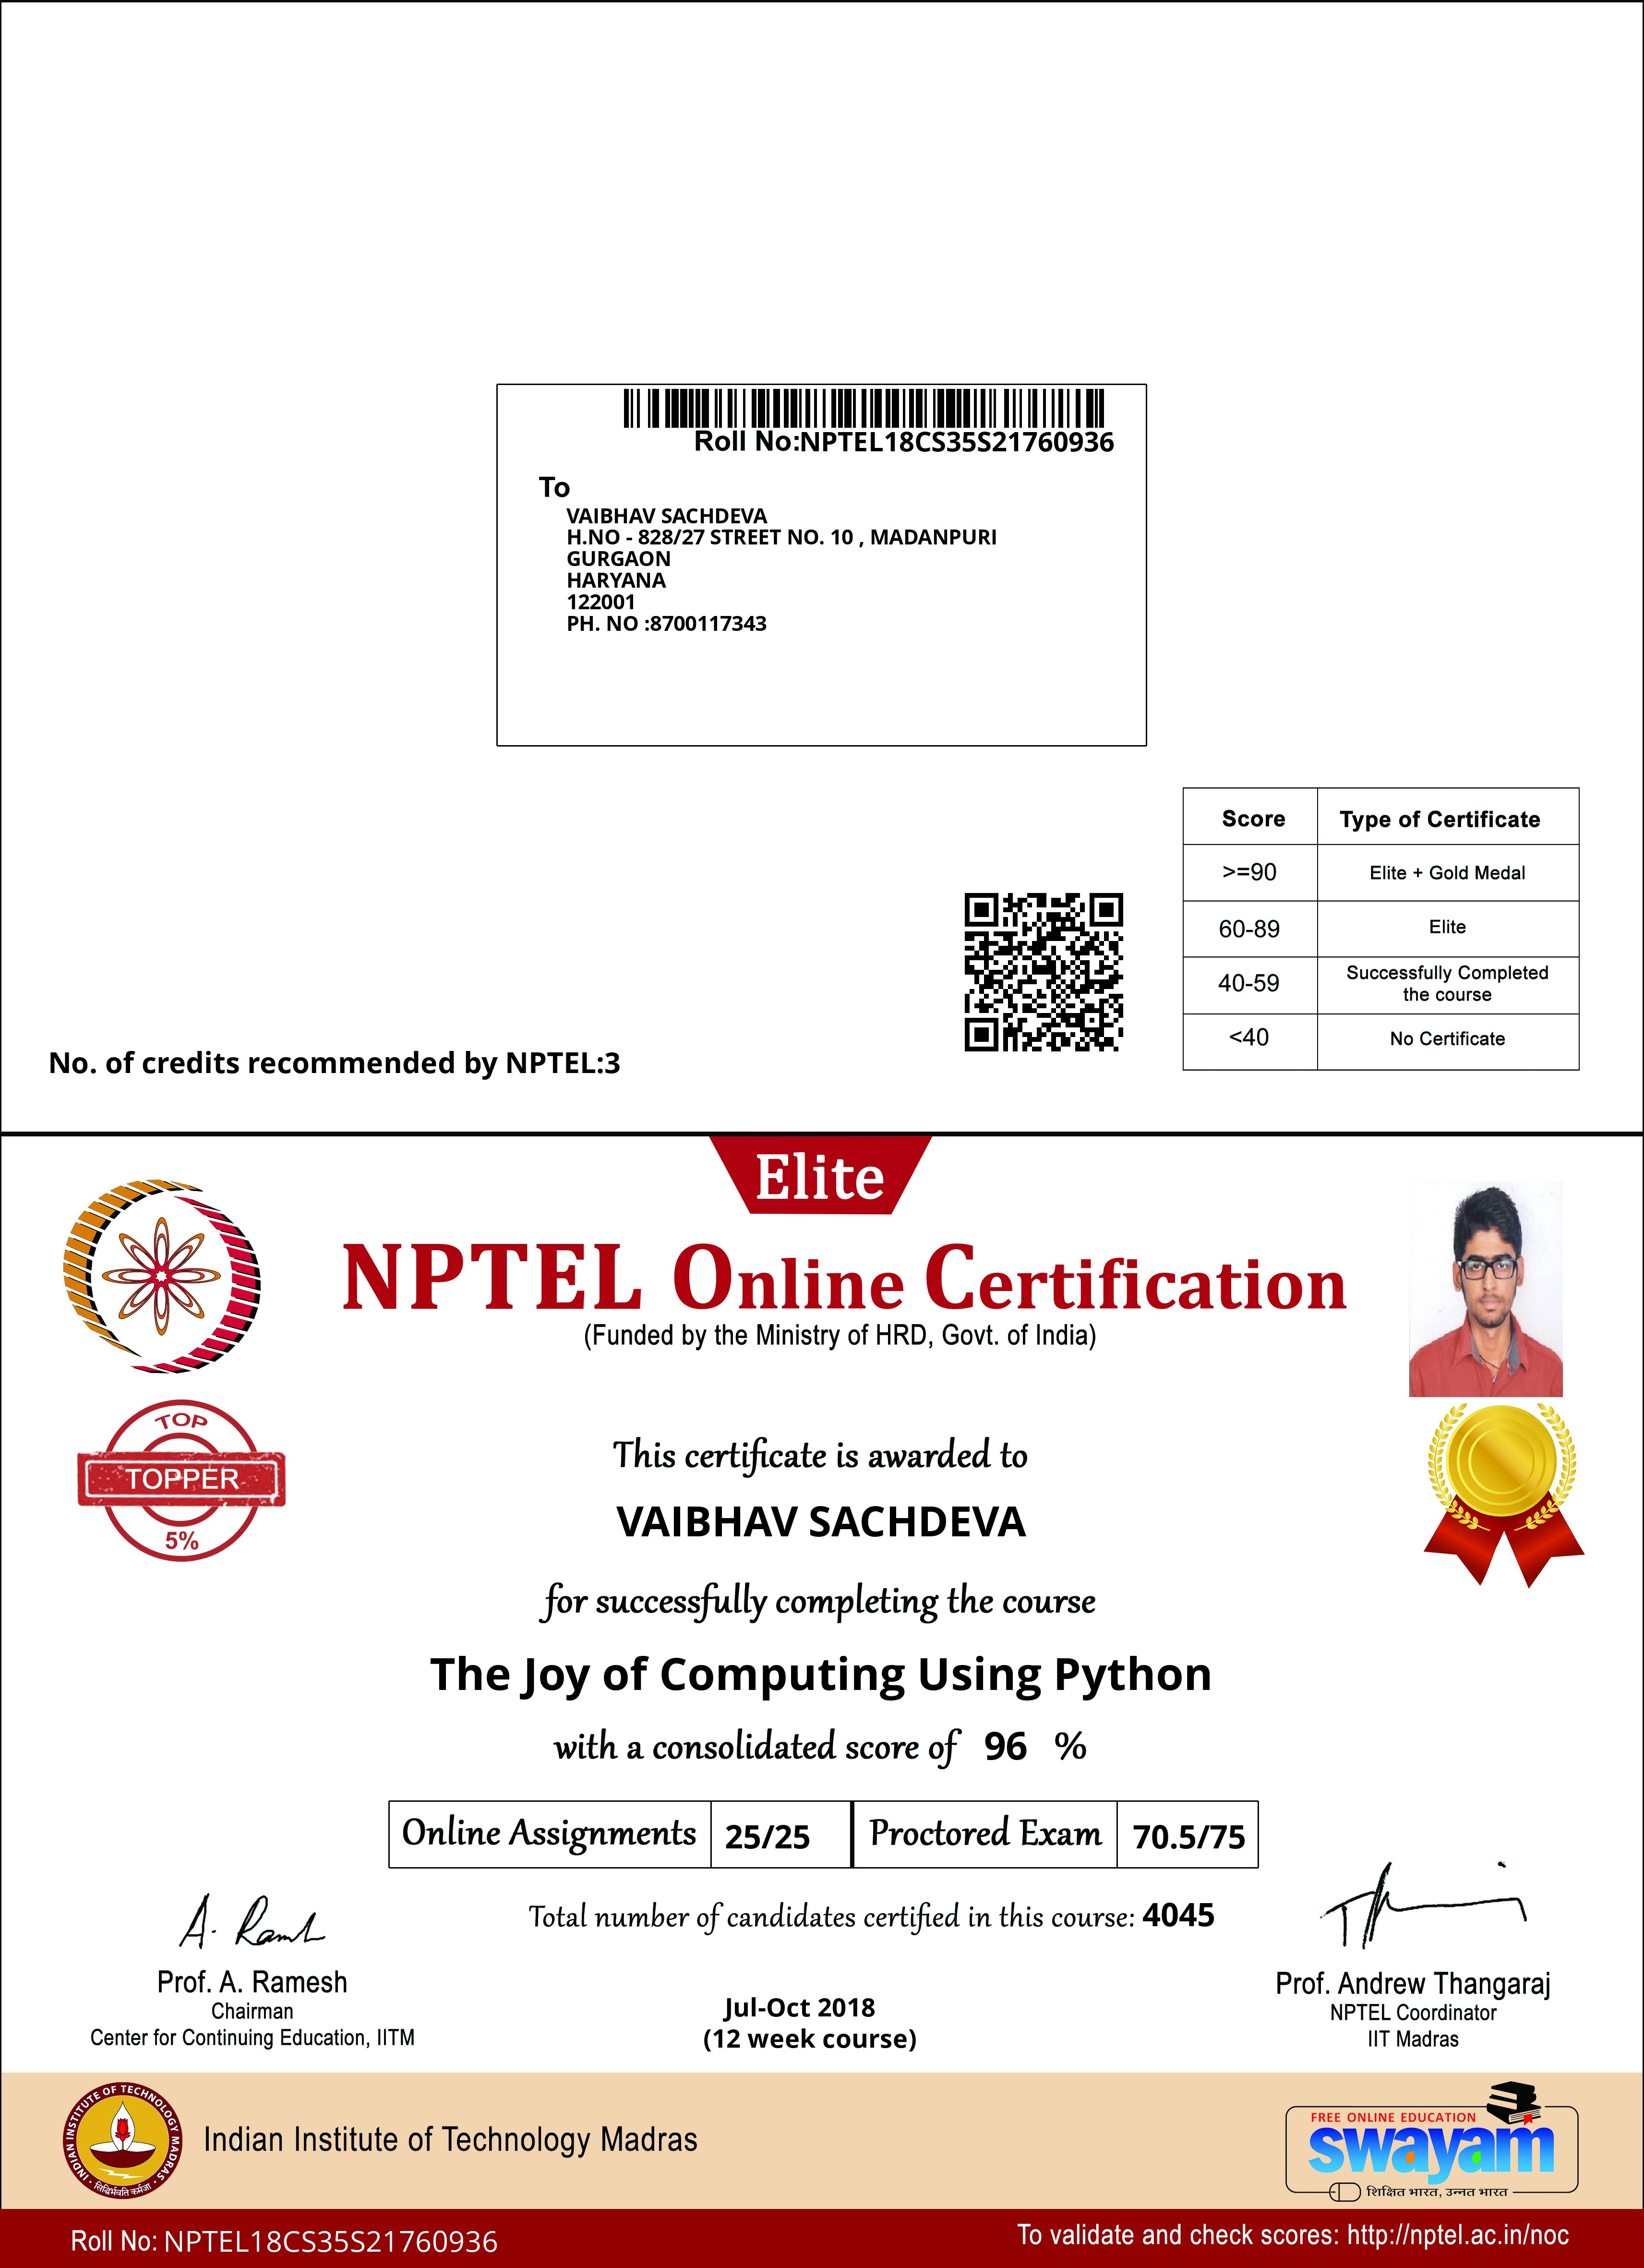 Roll No:NPTEL18CS35S21760936
To
VAIBHAV SACHDEVA
H.NO - 828/27 STREET NO. 10 , MADANPURI
GURGAON
HARYANA
122001
PH. NO :8700117343
Score Type of Certificate
>=90 Elite + Gold Medal
60-89 Elite
40-59 Successfully Completed
the course
<40 No Certificate
No. of credits recommended by NPTEL:3
Elite
NPTEL Online Certification
(Funded by the Ministry of HRD, Govt. of India)
TOP
TOPPER
5%
This certificate is awarded to
VAIBHAV SACHDEVA
for successfully completing the course
The Joy of Computing Using Python
with a consolidated score of 96 %
Online Assignments 25/25 Proctored Exam 70.5/75
Total number of candidates certified in this course: 4045
A. Ramesh
Prof. A. Ramesh
Chairman
Center for Continuing Education, IITM
Jul-Oct 2018
(12 week course)
Prof. Andrew Thangaraj
NPTEL Coordinator
IIT Madras
INDIAN INSTITUTE OF TECHNOLOGY MADRAS
सिद्धिर्भवति कर्मजा
Indian Institute of Technology Madras
FREE ONLINE EDUCATION
swayam
शिक्षित भारत, उन्नत भारत
Roll No: NPTEL18CS35S21760936
To validate and check scores: http://nptel.ac.in/noc